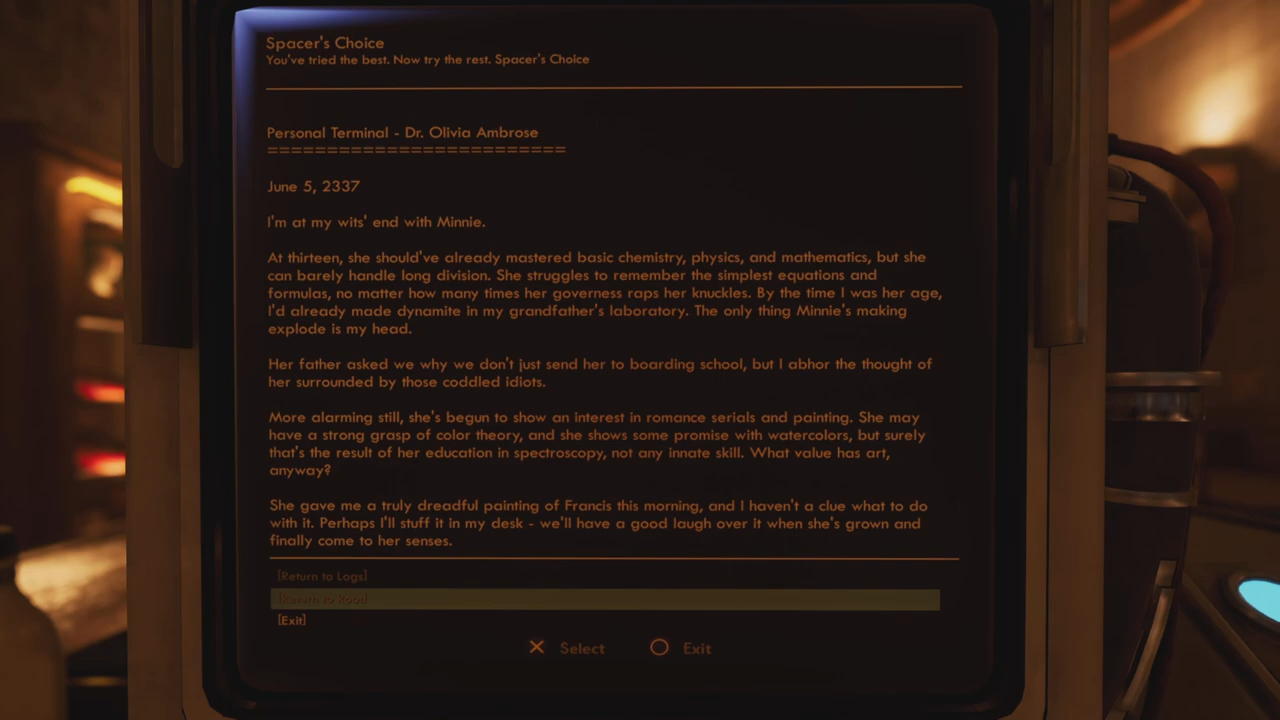 Spacer's Choice
You've tried the best. Now try the rest. Spacer's Choice
Personal Terminal - Dr. Olivia Ambrose
=========================
June 5, 2337
I'm at my wits' end with Minnie.
At thirteen, she should've already mastered basic chemistry, physics, and mathematics, but she
can barely handle long division. She struggles to remember the simplest equations and
formulas, no matter how many times her governess raps her knuckles. By the time I was her age,
I'd already made dynamite in my grandfather's laboratory. The only thing Minnie's making
explode is my head.
Her father asked we why we don't just send her to boarding school, but I abhor the thought of
her surrounded by those coddled idiots.
More alarming still, she's begun to show an interest in romance serials and painting. She may
have a strong grasp of color theory, and she shows some promise with watercolors, but surely
that's the result of her education in spectroscopy, not any innate skill. What value has art,
anyway?
She gave me a truly dreadful painting of Francis this morning, and I haven't a clue what to do
with it. Perhaps I'll stuff it in my desk - we'll have a good laugh over it when she's grown and
finally come to her senses.
[Return to Logs]
[Return to Root]
[Exit]
Select Exit